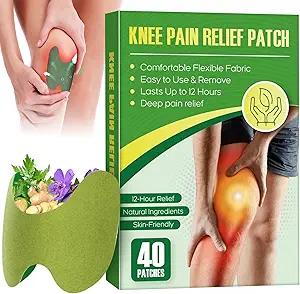 KNEE PAIN RELIEF PATCH
Comfortable Flexible Fabric
Easy to Use & Remove
Lasts Up to 12 Hours
Deep pain relief
12-Hour Relief
Natural Ingredients
Skin-Friendly
40
PATCHES